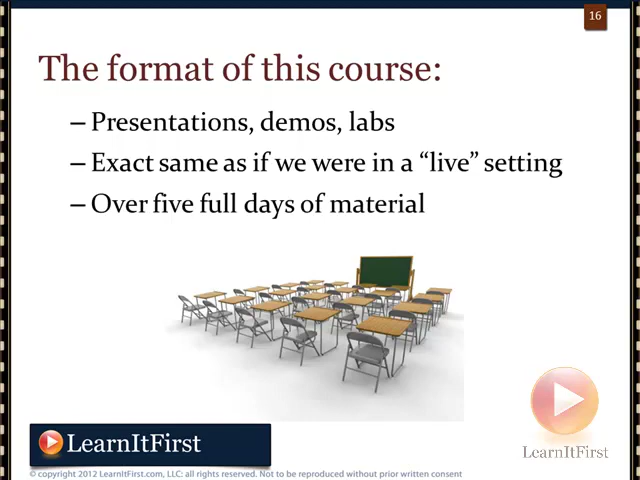 16
The format of this course:
– Presentations, demos, labs
– Exact same as if we were in a “live” setting
– Over five full days of material
LearnItFirst
LearnItFirst
© copyright 2012 LearnItFirst.com, LLC: all rights reserved. Not to be reproduced without prior written consent